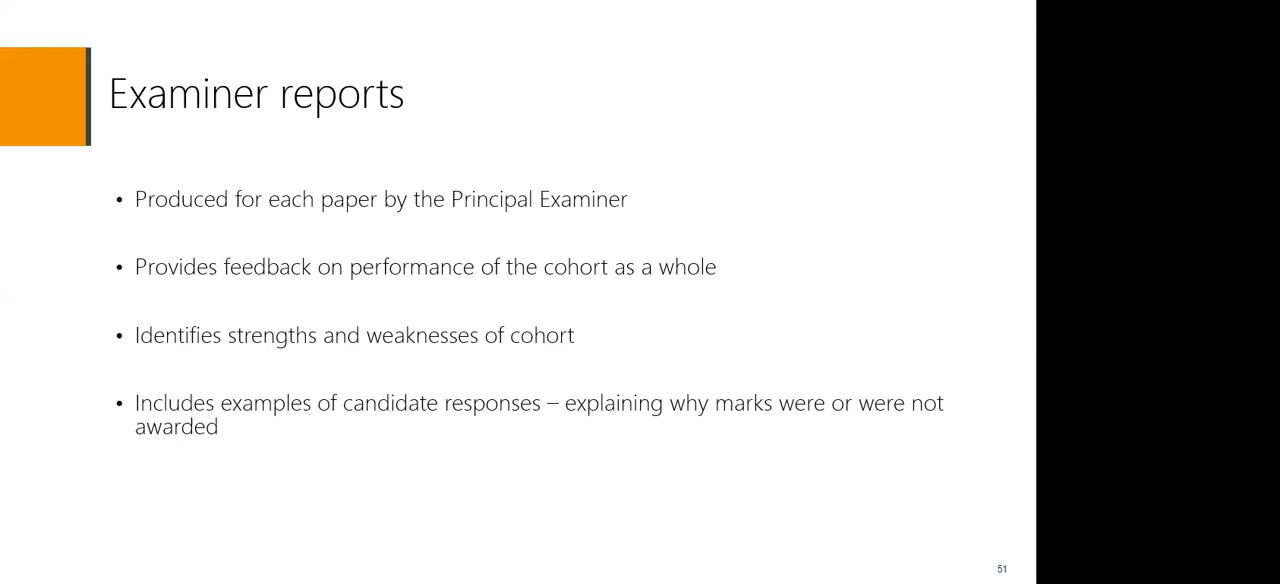 Examiner reports
• Produced for each paper by the Principal Examiner
• Provides feedback on performance of the cohort as a whole
• Identifies strengths and weaknesses of cohort
• Includes examples of candidate responses – explaining why marks were or were not
awarded
51